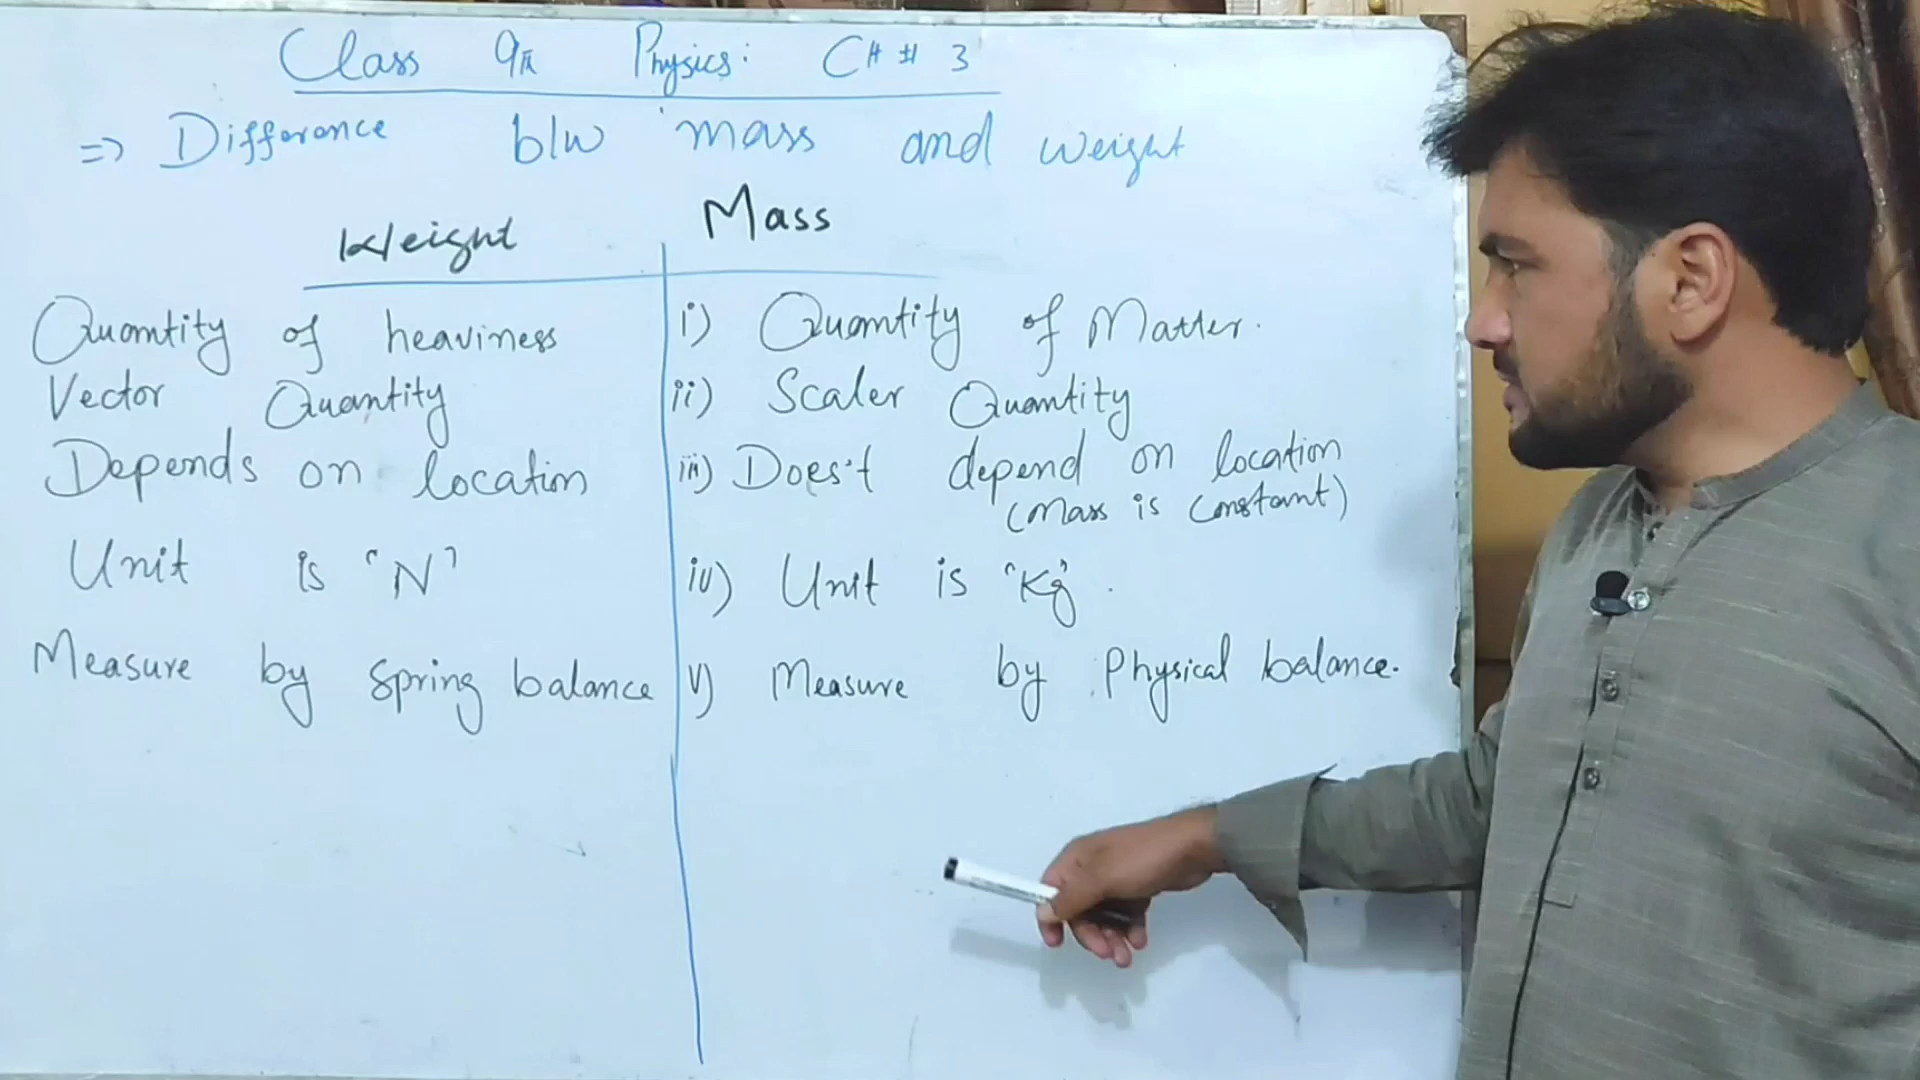 Class 9th Physics: CH # 3
=> Difference b/w mass and weight
Weight
Mass
Quantity of heaviness
Vector Quantity
Depends on location
Unit is 'N'
Measure by spring balance
i) Quantity of Matter.
ii) Scaler Quantity
iii) Does't depend on location
(Mass is constant)
iv) Unit is 'Kg'.
v) Measure by Physical balance.